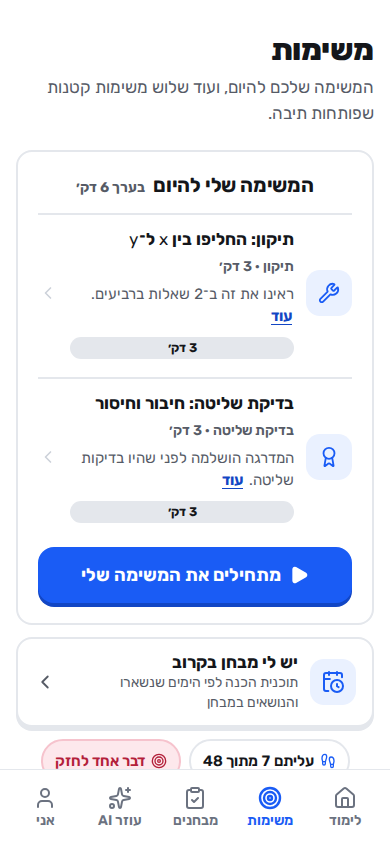 משימות
המשימה שלכם להיום, ועוד שלוש משימות קטנות
שפותחות תיבה.
המשימה שלי להיום בערך 6 דק׳
תיקון: החליפו בין x ל־y
תיקון • 3 דק׳
ראינו את זה ב־2 שאלות ברביעים.
עוד
3 דק׳
בדיקת שליטה: חיבור וחיסור
בדיקת שליטה • 3 דק׳
המדרגה הושלמה לפני שהיו בדיקות
שליטה. עוד
3 דק׳
מתחילים את המשימה שלי
יש לי מבחן בקרוב
תוכנית הכנה לפי הימים שנשארו
והנושאים במבחן
עליתם 7 מתוך 48
דבר אחד לחזק
לימוד
משימות
מבחנים
עוזר AI
אני